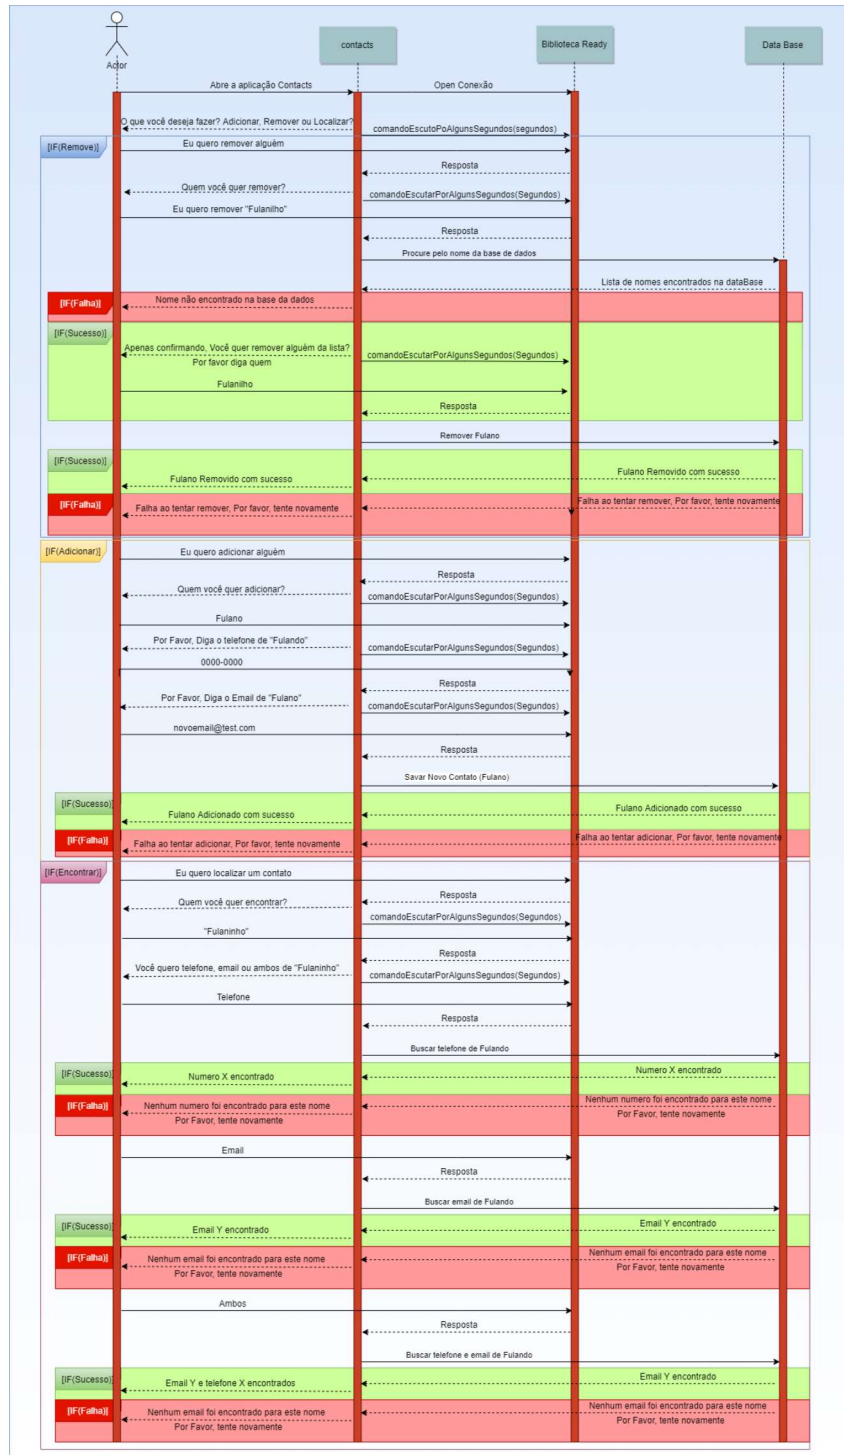 Actor
contacts
Biblioteca Ready
Data Base
Abre a aplicação Contacts
Open Conexão
O que você deseja fazer? Adicionar, Remover ou Localizar?
comandoEscutoPoAlgunsSegundos(segundos)
[IF(Remove)]
Eu quero remover alguém
Resposta
Quem você quer remover?
comandoEscutarPorAlgunsSegundos(Segundos)
Eu quero remover "Fulanilho"
Resposta
Procure pelo nome da base de dados
Lista de nomes encontrados na dataBase
[IF(Falha)]
Nome não encontrado na base da dados
[IF(Sucesso)]
Apenas confirmando, Você quer remover alguém da lista?
Por favor diga quem
comandoEscutarPorAlgunsSegundos(Segundos)
Fulanilho
Resposta
Remover Fulano
[IF(Sucesso)]
Fulano Removido com sucesso
Fulano Removido com sucesso
[IF(Falha)]
Falha ao tentar remover, Por favor, tente novamente
Falha ao tentar remover, Por favor, tente novamente
[IF(Adicionar)]
Eu quero adicionar alguém
Resposta
Quem você quer adicionar?
comandoEscutarPorAlgunsSegundos(Segundos)
Fulano
Por Favor, Diga o telefone de "Fulando"
comandoEscutarPorAlgunsSegundos(Segundos)
0000-0000
Resposta
Por Favor, Diga o Email de "Fulano"
comandoEscutarPorAlgunsSegundos(Segundos)
novoemail@test.com
Resposta
Savar Novo Contato (Fulano)
[IF(Sucesso)]
Fulano Adicionado com sucesso
Fulano Adicionado com sucesso
[IF(Falha)]
Falha ao tentar adicionar, Por favor, tente novamente
Falha ao tentar adicionar, Por favor, tente novamente
[IF(Encontrar)]
Eu quero localizar um contato
Resposta
Quem você quer encontrar?
comandoEscutarPorAlgunsSegundos(Segundos)
"Fulaninho"
Resposta
Você quero telefone, email ou ambos de "Fulaninho"
comandoEscutarPorAlgunsSegundos(Segundos)
Telefone
Resposta
Buscar telefone de Fulando
[IF(Sucesso)]
Numero X encontrado
Numero X encontrado
[IF(Falha)]
Nenhum numero foi encontrado para este nome
Por Favor, tente novamente
Nenhum numero foi encontrado para este nome
Por Favor, tente novamente
Email
Resposta
Buscar email de Fulando
[IF(Sucesso)]
Email Y encontrado
Email Y encontrado
[IF(Falha)]
Nenhum email foi encontrado para este nome
Por Favor, tente novamente
Nenhum email foi encontrado para este nome
Por Favor, tente novamente
Ambos
Resposta
Buscar telefone e email de Fulando
[IF(Sucesso)]
Email Y e telefone X encontrados
Email Y encontrado
[IF(Falha)]
Nenhum email foi encontrado para este nome
Por Favor, tente novamente
Nenhum email foi encontrado para este nome
Por Favor, tente novamente